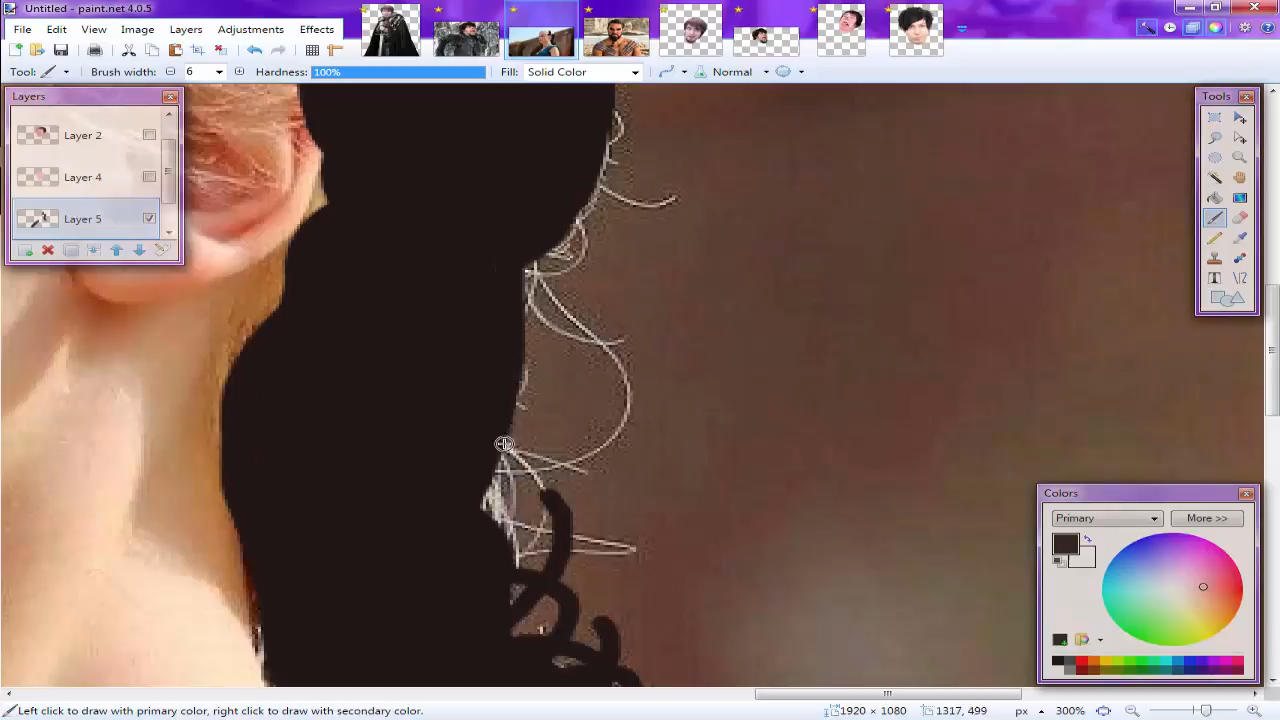 Untitled - paint.net 4.0.5
File Edit View Image Layers Adjustments Effects
Tool: Brush width: 6 Hardness: 100% Fill: Solid Color Normal
Layers
Layer 2
Layer 4
Layer 5
Tools
Colors
Primary More >>
Left click to draw with primary color, right click to draw with secondary color. 1920 × 1080 1317, 499 px 300%